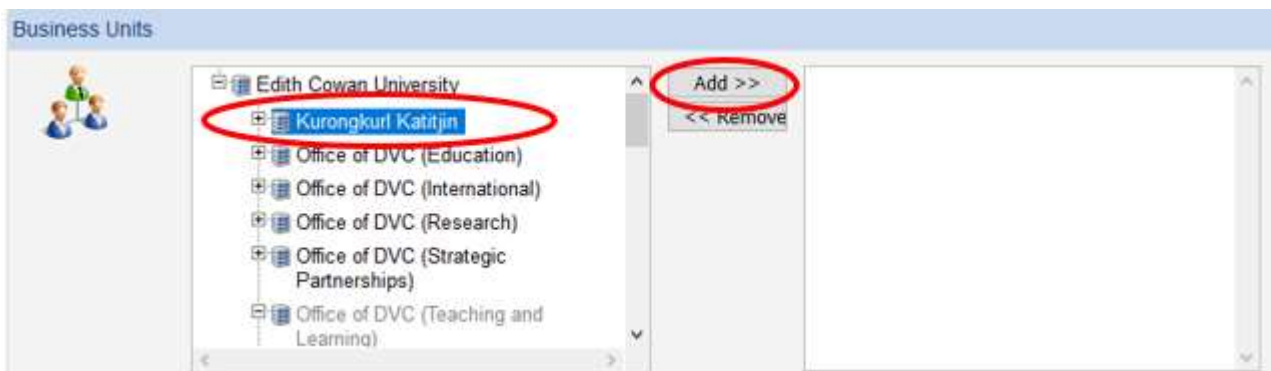 Business Units
Edith Cowan University
Kurongkurl Katitjin
Office of DVC (Education)
Office of DVC (International)
Office of DVC (Research)
Office of DVC (Strategic
Partnerships)
Office of DVC (Teaching and
Learning)
Add >>
<< Remove